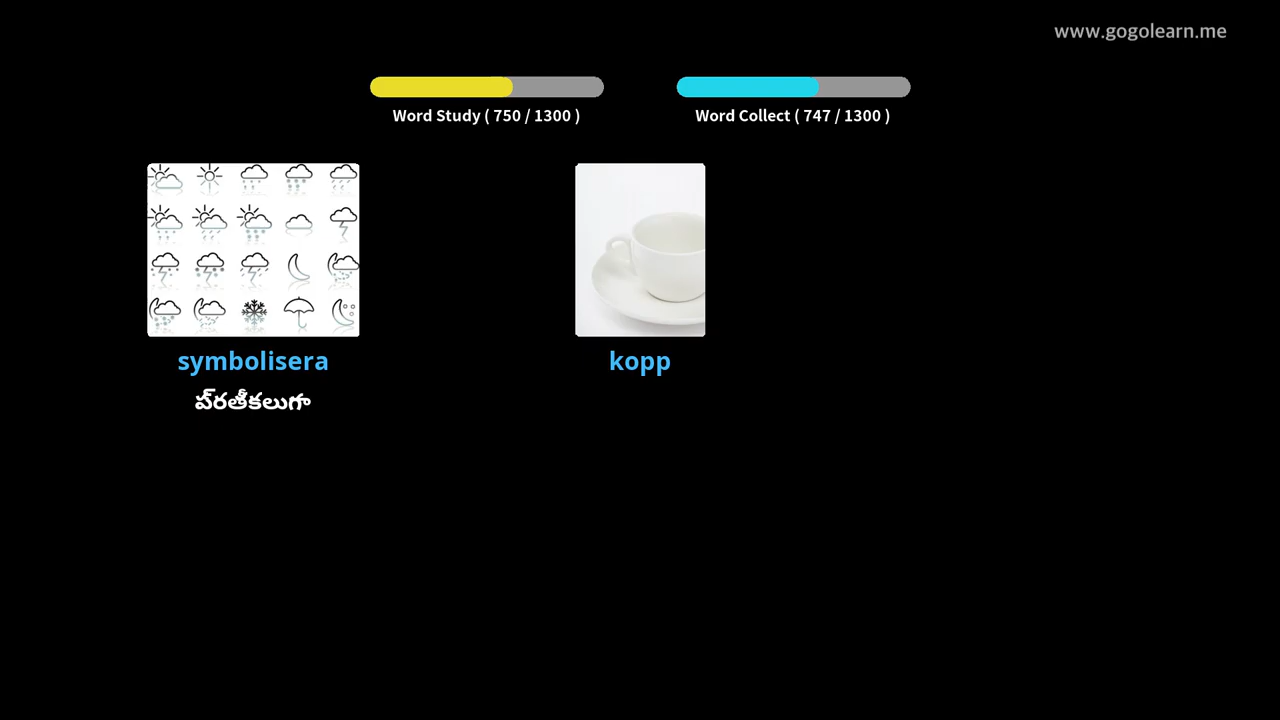 www.gogolearn.me
Word Study ( 750 / 1300 )
Word Collect ( 747 / 1300 )
symbolisera
kopp
ప్రతీకలుగా